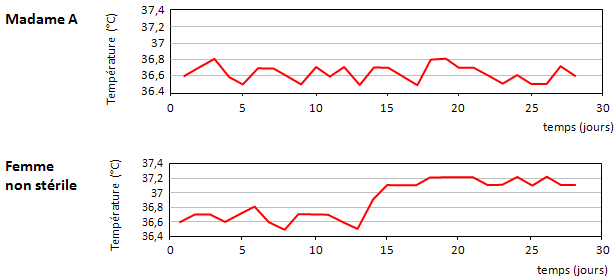 Madame A
Température (°C)
37,4
37,2
37
36,8
36,6
36.4
0 5 10 15 20 25 30
temps (jours)
Femme
non stérile
Température (°C)
37,4
37,2
37
36,8
36,6
36,4
0 5 10 15 20 25 30
temps (jours)